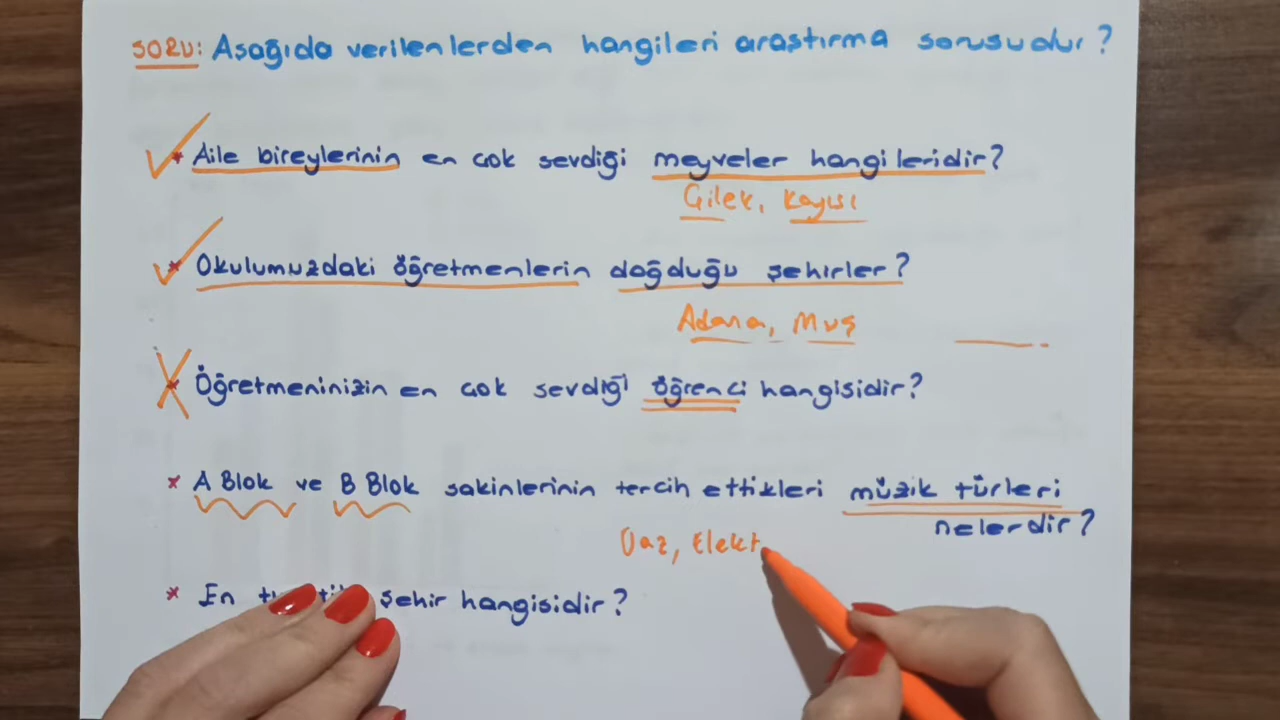 SORU: Aşağıda verilenlerden hangileri araştırma sorusudur?
* Aile bireylerinin en çok sevdiği meyveler hangileridir?
Çilek, Kayısı
* Okulumuzdaki öğretmenlerin doğduğu şehirler?
Adana, Muş
* Öğretmeninizin en çok sevdiği öğrenci hangisidir?
* A Blok ve B Blok sakinlerinin tercih ettikleri müzik türleri
nelerdir?
Elekt
* En şehir hangisidir?